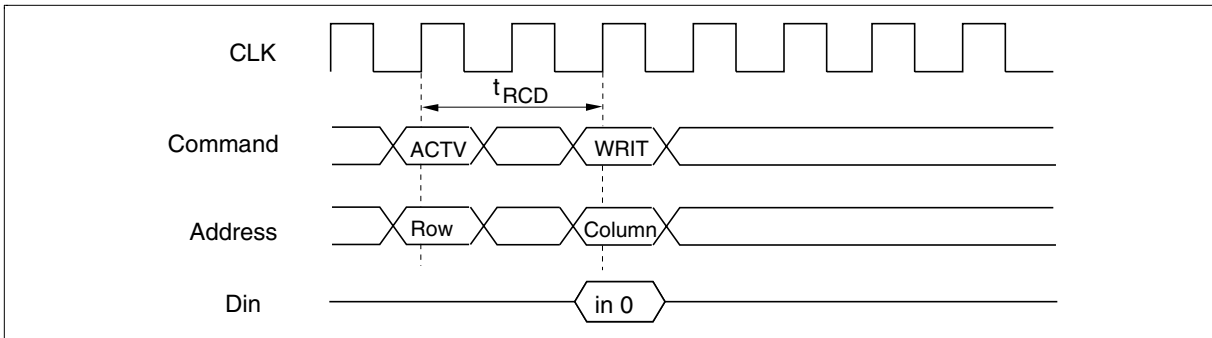 CLK
tRCD
Command ACTV WRIT
Address Row Column
Din in 0